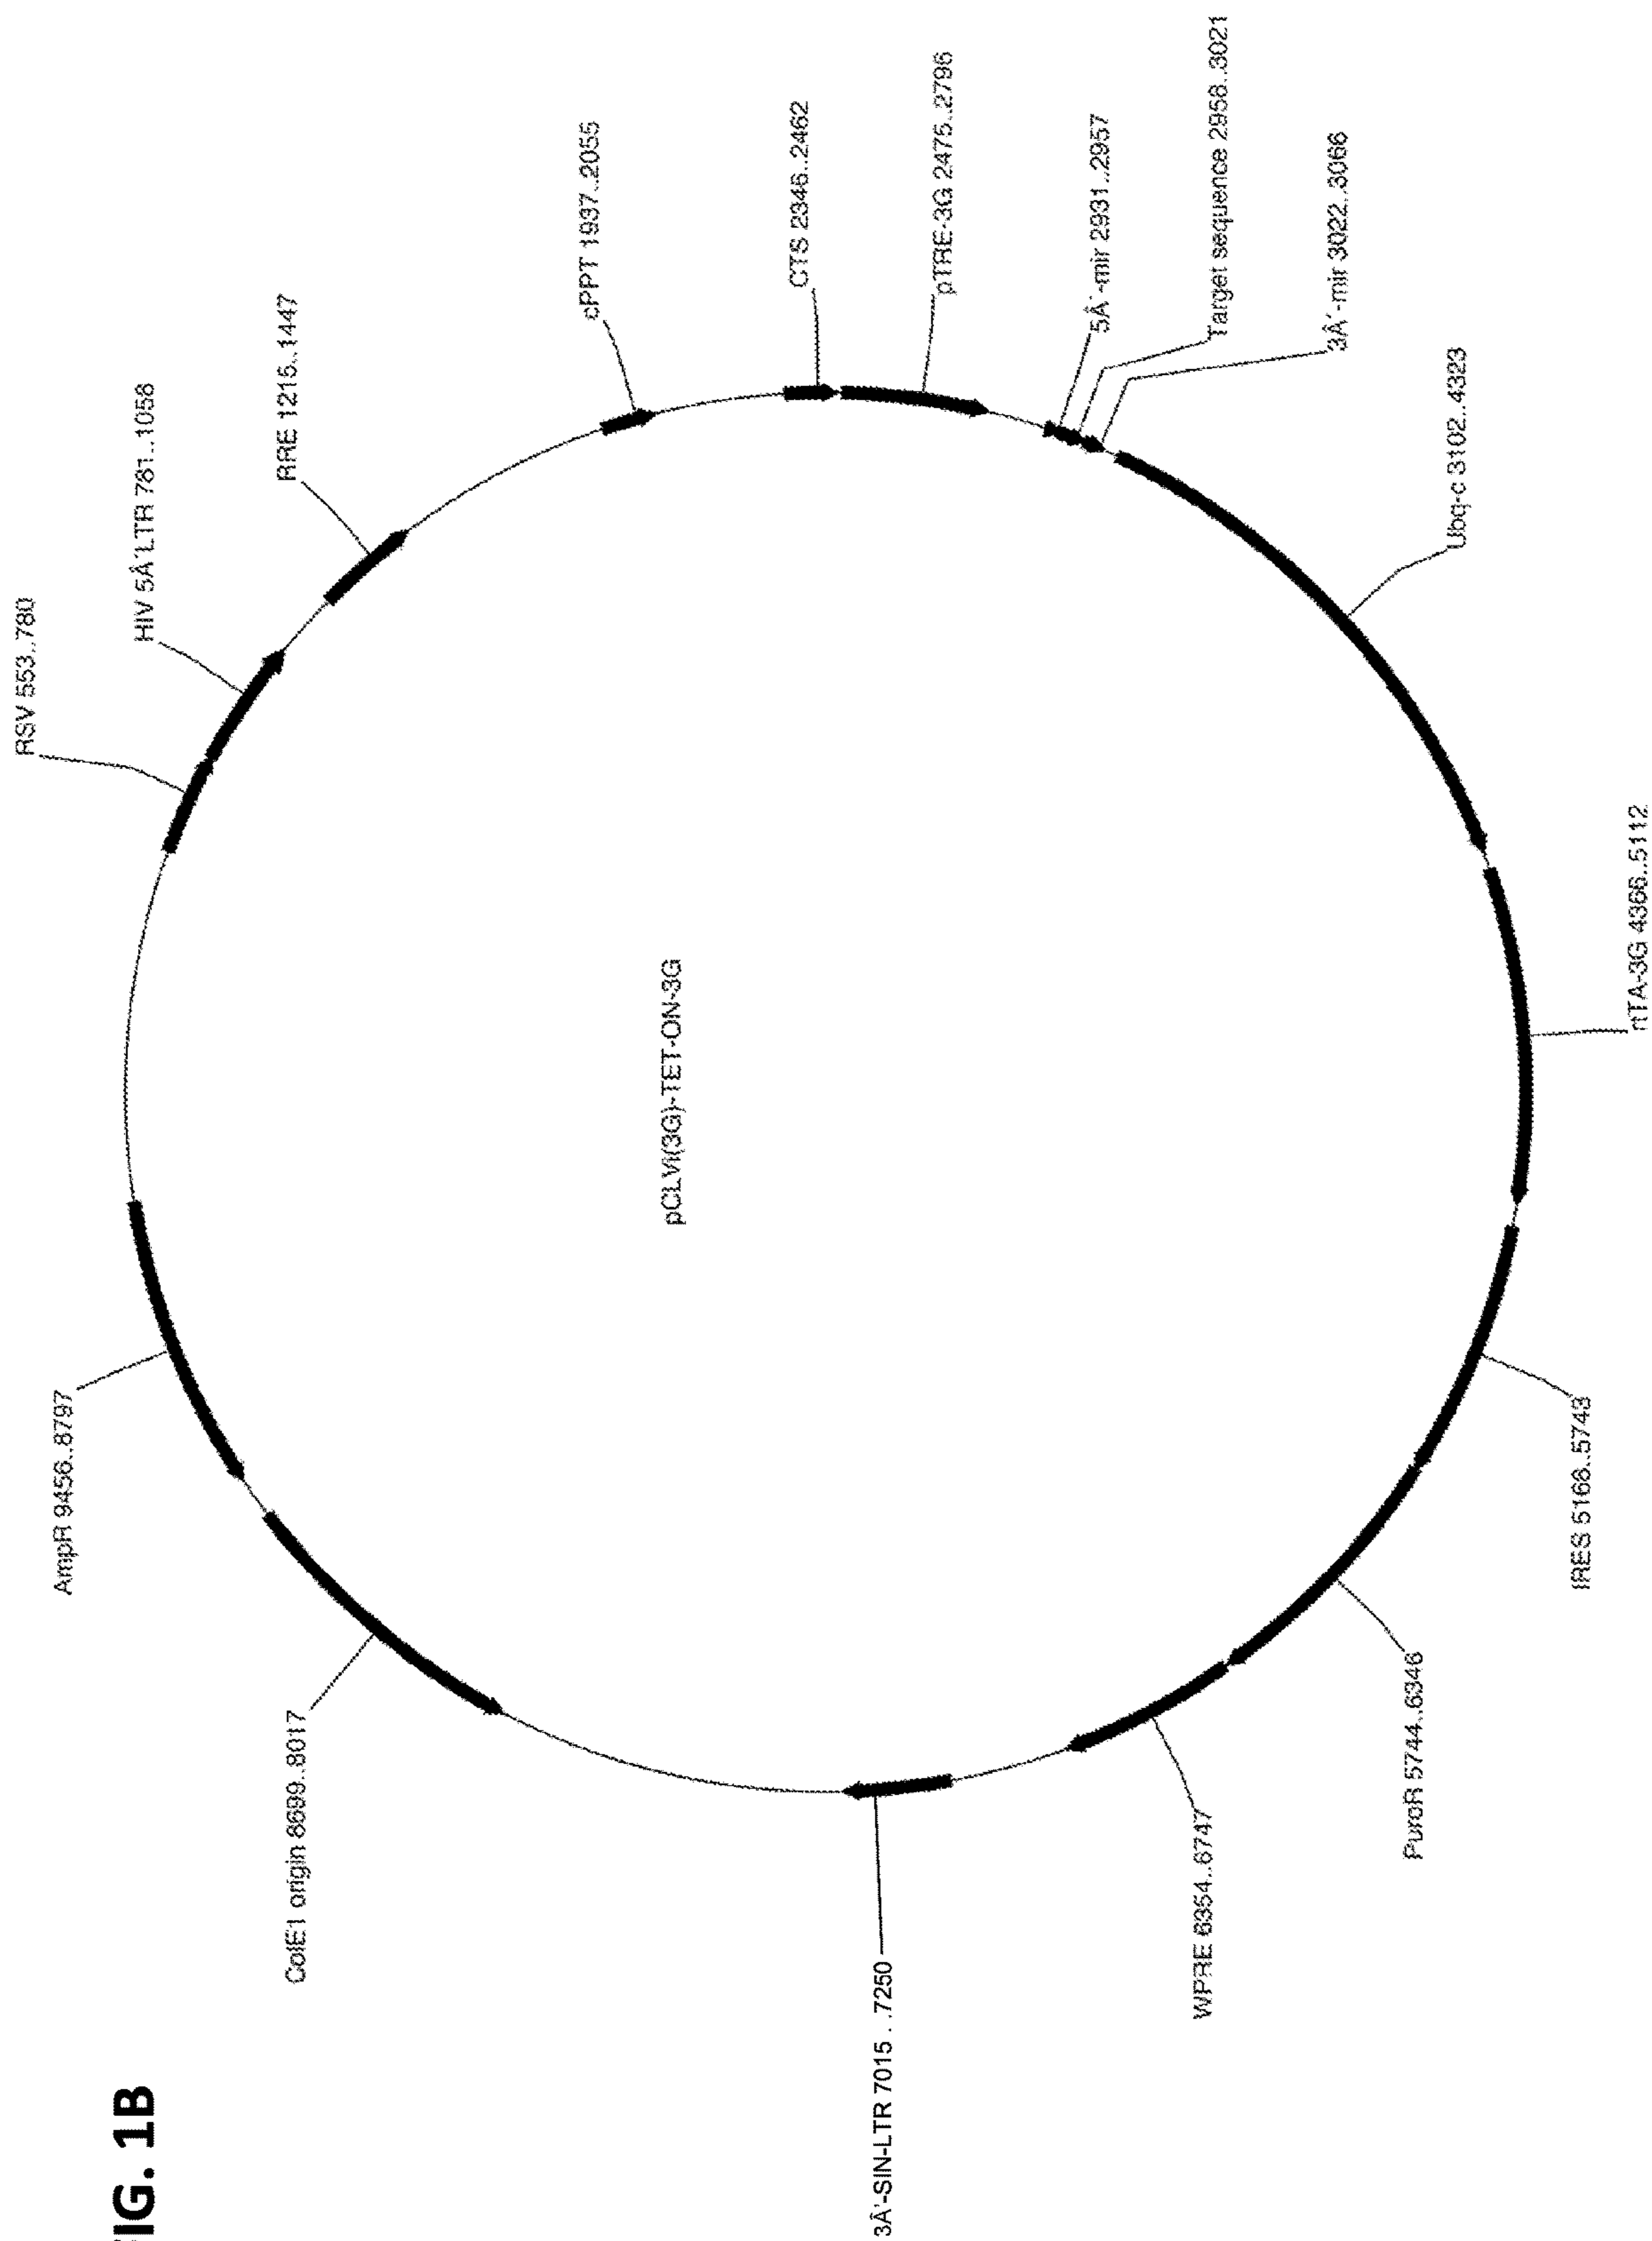 FIG. 1B
pCLVi(3G)-TET-ON-3G
RSV 553..780
HIV 5Â´LTR 781..1058
RRE 1215..1447
cPPT 1937..2055
CTS 2346..2462
pTRE-3G 2475..2796
5Â´-mir 2931..2957
Target sequence 2958..3021
3Â´-mir 3022..3066
Ubq-c 3102..4323
rtTA-3G 4366..5112
IRES 5168..5743
PuroR 5744..6346
WPRE 6354..6747
3Â'-SIN-LTR 7015 . . .7250
ColE1 origin 8699..8017
AmpR 9456..8797